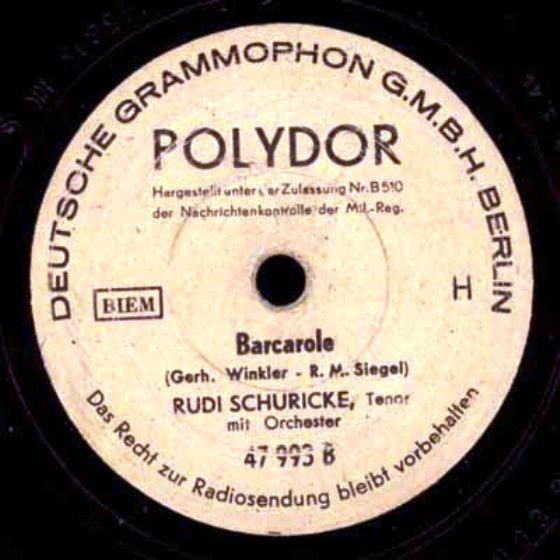 DEUTSCHE GRAMMOPHON G.M.B.H. BERLIN
POLYDOR
Hergestellt unter der Zulassung Nr. B 510
der Nachrichtenkontrolle der Mil.-Reg.
BIEM
H
Barcarole
(Gerh. Winkler - R. M. Siegel)
RUDI SCHURICKE, Tenor
mit Orchester
47 993 B
Das Recht zur Radiosendung bleibt vorbehalten